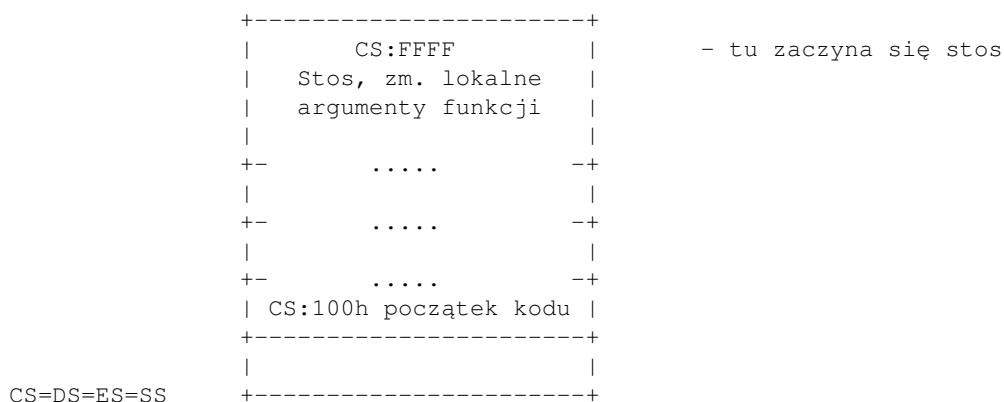 +-----------------------+
|       CS:FFFF         |       - tu zaczyna się stos
|   Stos, zm. lokalne   |
|   argumenty funkcji   |
|                       |
+-        .....        -+
|                       |
+-        .....        -+
|                       |
+-        .....        -+
| CS:100h początek kodu |
+-----------------------+
|                       |
CS=DS=ES=SS     +-----------------------+